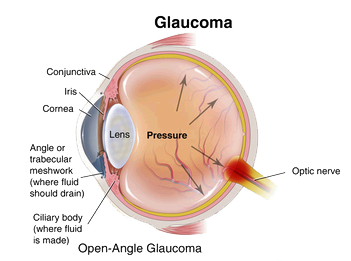 Glaucoma
Conjunctiva
Iris
Cornea
Lens
Pressure
Angle or
trabecular
meshwork
(where fluid
should drain)
Optic nerve
Ciliary body
(where fluid
is made)
Open-Angle Glaucoma